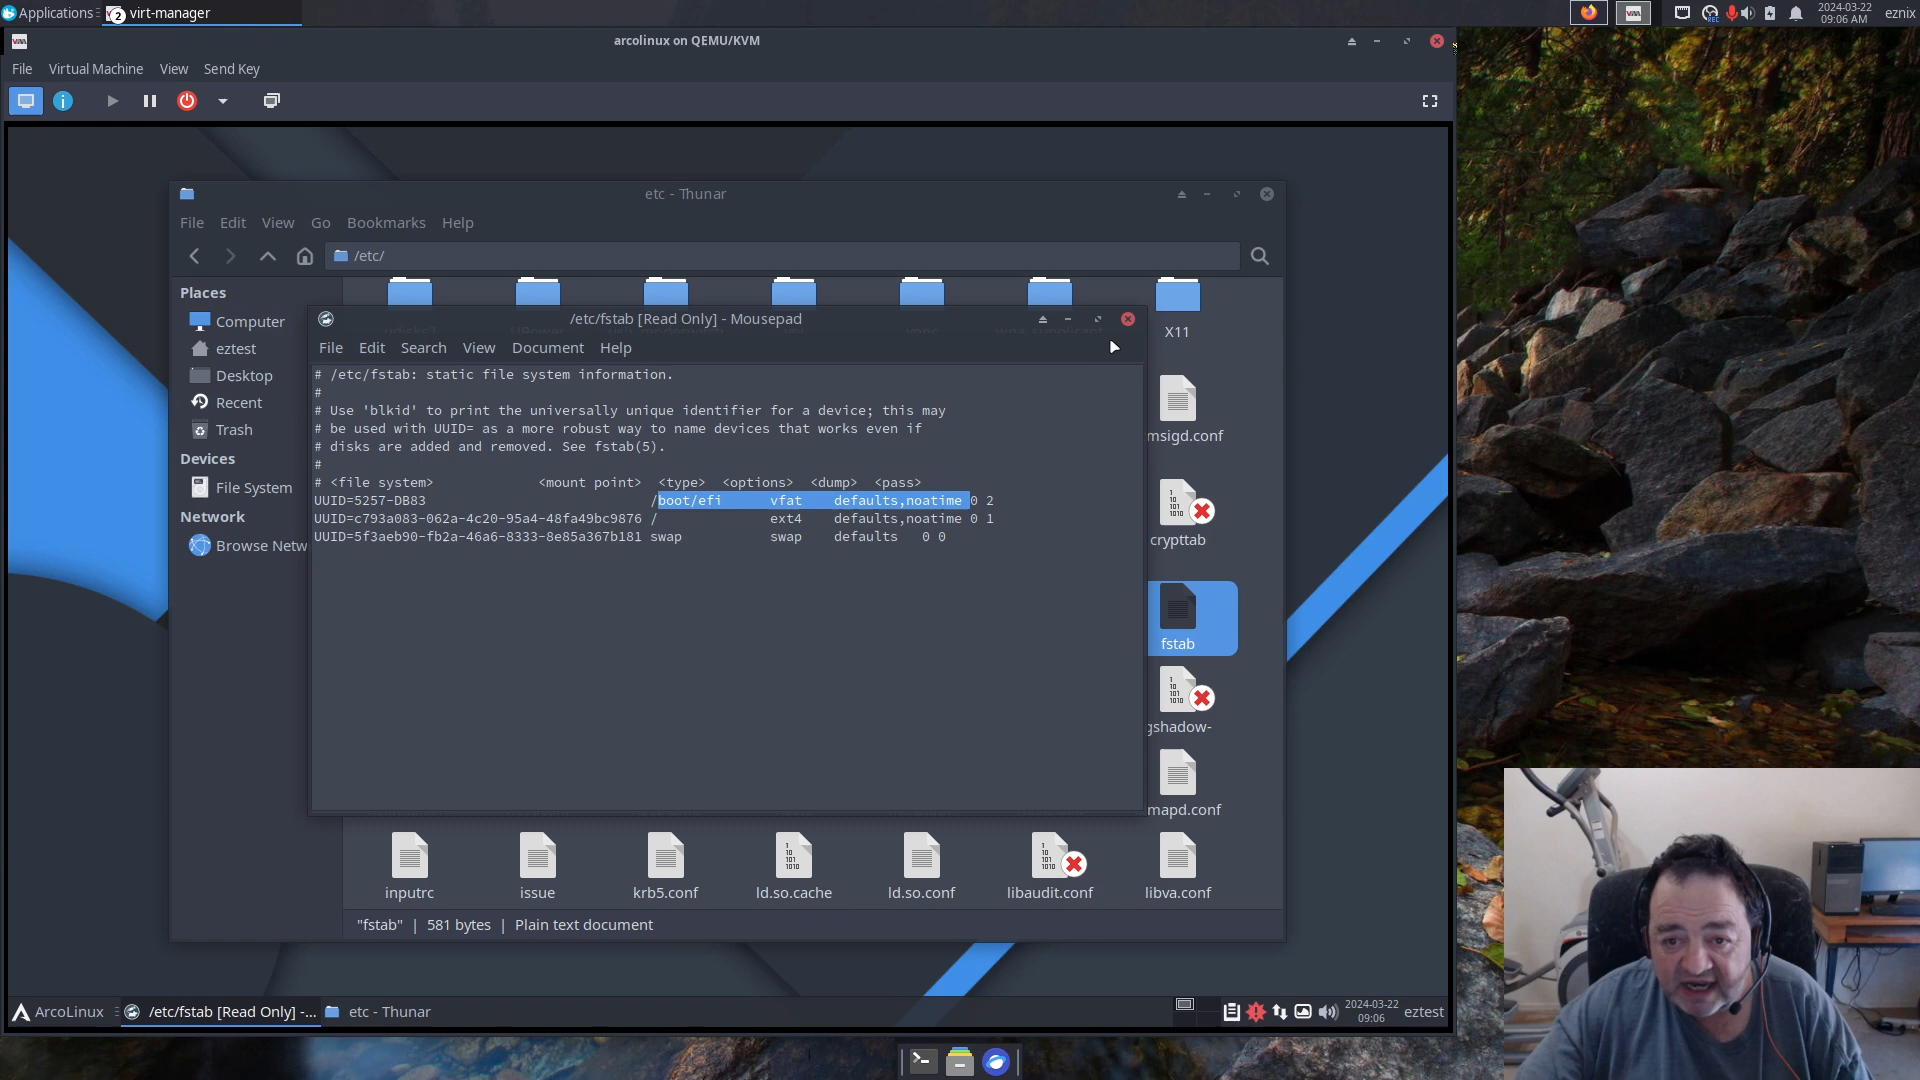 Applications
2
virt-manager
REC
2024-03-22
09:06 AM
eznix
arcolinux on QEMU/KVM
File Virtual Machine View Send Key
etc - Thunar
File Edit View Go Bookmarks Help
/etc/
Places
Computer
eztest
Desktop
Recent
Trash
Devices
File System
Network
Browse Netw
X11
msigd.conf
crypttab
fstab
gshadow-
mapd.conf
/etc/fstab [Read Only] - Mousepad
File Edit Search View Document Help
# /etc/fstab: static file system information.
#
# Use 'blkid' to print the universally unique identifier for a device; this may
# be used with UUID= as a more robust way to name devices that works even if
# disks are added and removed. See fstab(5).
#
# <file system> <mount point> <type> <options> <dump> <pass>
UUID=5257-DB83 /boot/efi vfat defaults,noatime 0 2
UUID=c793a083-062a-4c20-95a4-48fa49bc9876 / ext4 defaults,noatime 0 1
UUID=5f3aeb90-fb2a-46a6-8333-8e85a367b181 swap swap defaults 0 0
inputrc issue krb5.conf ld.so.cache ld.so.conf libaudit.conf libva.conf
"fstab" | 581 bytes | Plain text document
ArcoLinux /etc/fstab [Read Only] -... etc - Thunar
2024-03-22
09:06
eztest